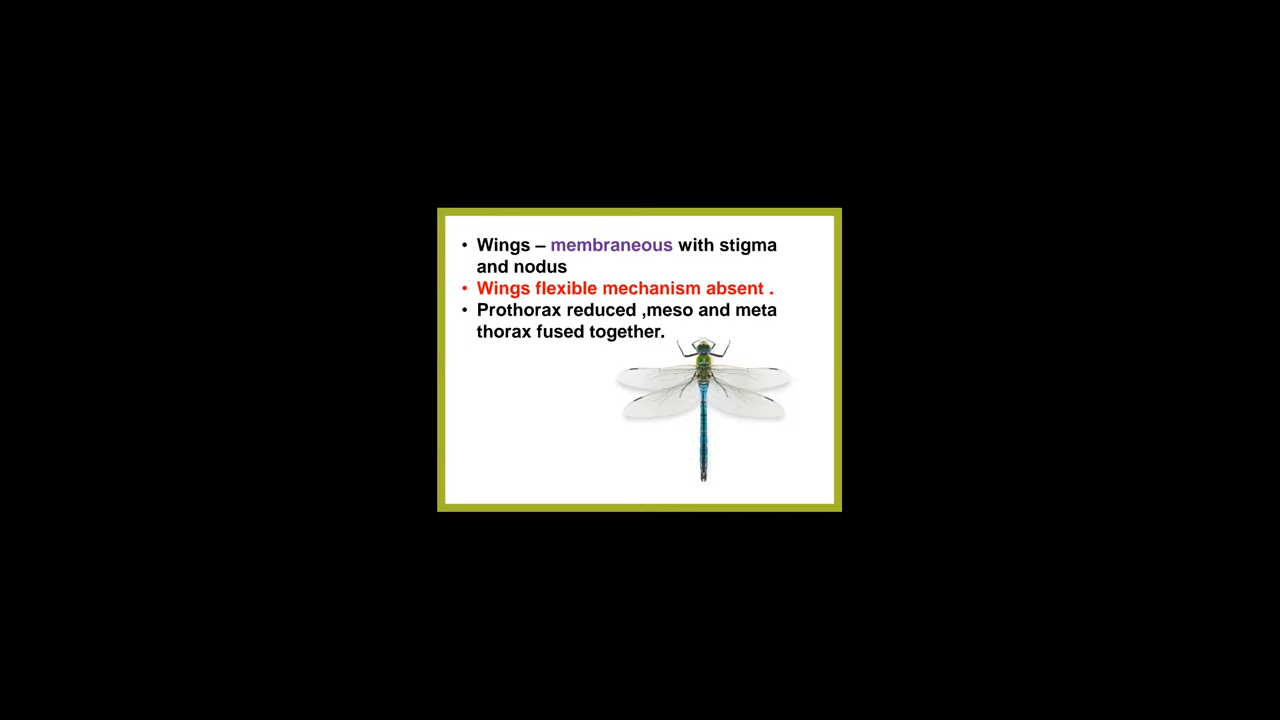 • Wings – membraneous with stigma
and nodus
• Wings flexible mechanism absent .
• Prothorax reduced ,meso and meta
thorax fused together.